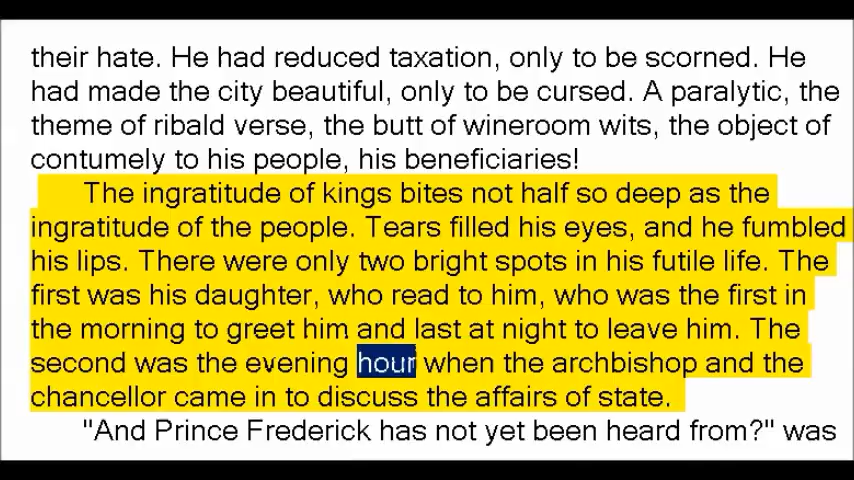 their hate. He had reduced taxation, only to be scorned. He
had made the city beautiful, only to be cursed. A paralytic, the
theme of ribald verse, the butt of wineroom wits, the object of
contumely to his people, his beneficiaries!
The ingratitude of kings bites not half so deep as the
ingratitude of the people. Tears filled his eyes, and he fumbled
his lips. There were only two bright spots in his futile life. The
first was his daughter, who read to him, who was the first in
the morning to greet him and last at night to leave him. The
second was the evening hour when the archbishop and the
chancellor came in to discuss the affairs of state.
"And Prince Frederick has not yet been heard from?" was